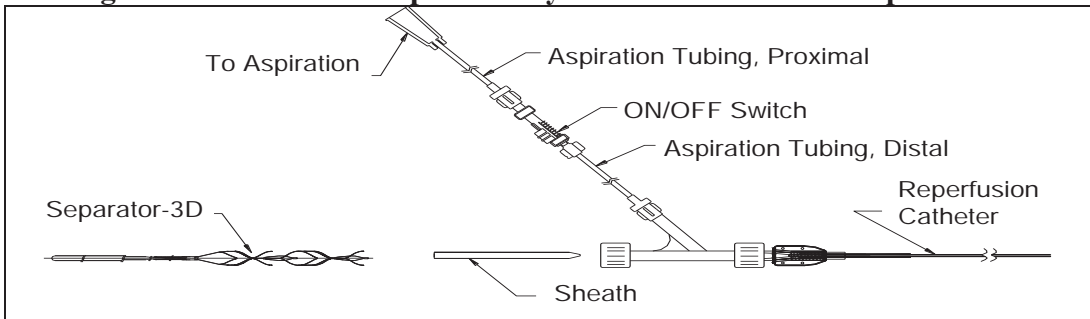 To Aspiration
Aspiration Tubing, Proximal
ON/OFF Switch
Aspiration Tubing, Distal
Reperfusion
Catheter
Separator-3D
Sheath